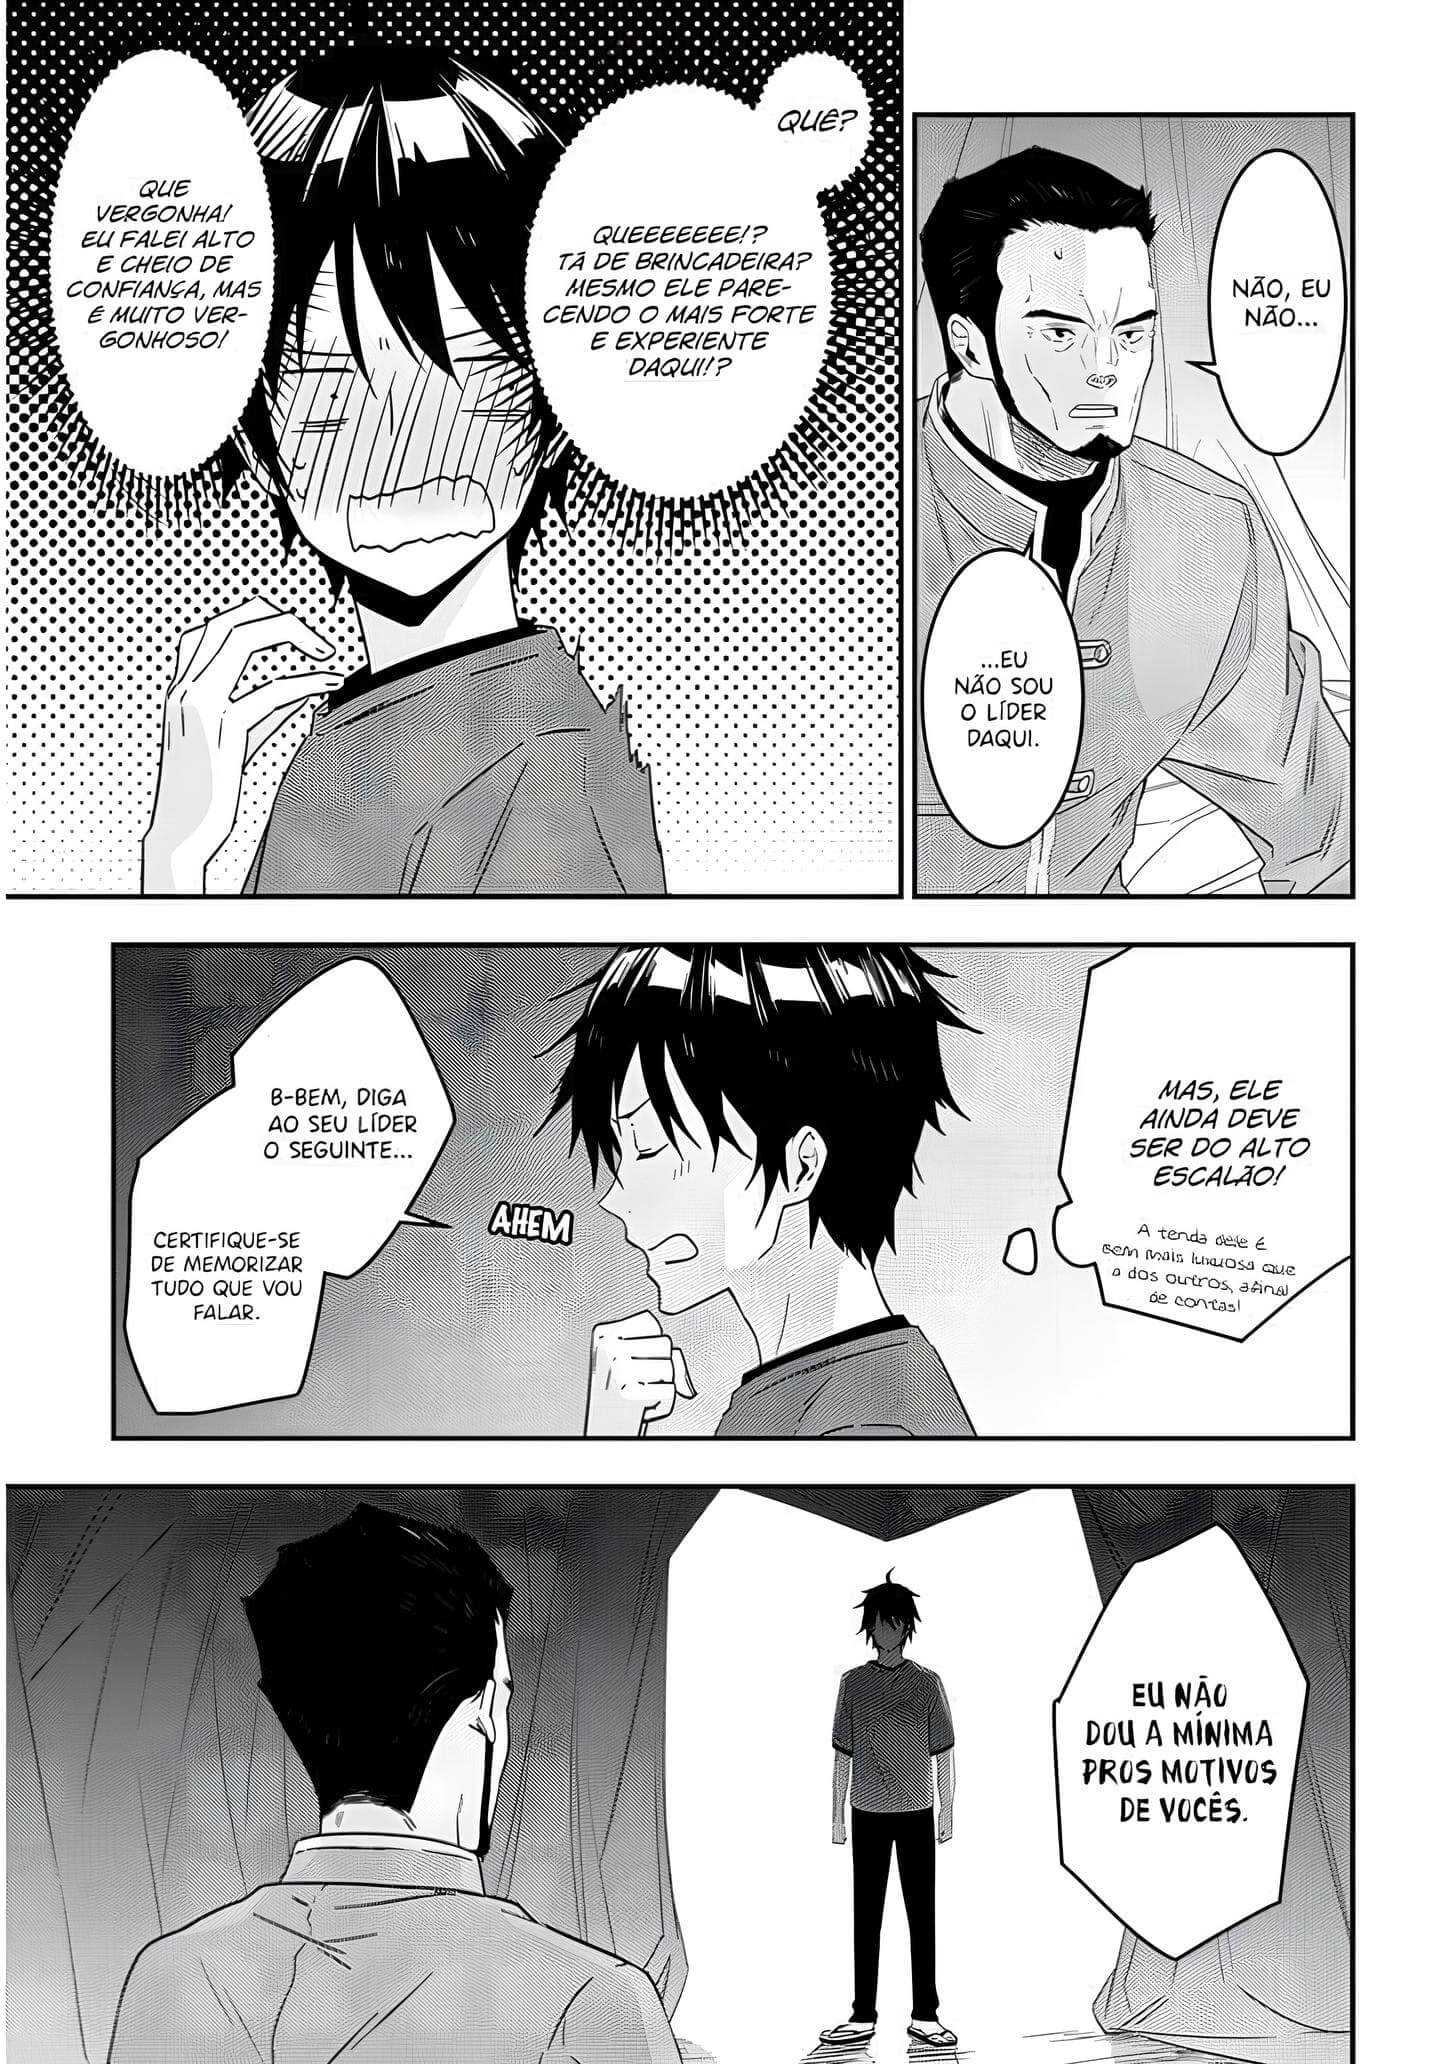 NÃO, EU
NÃO...
...EU
NÃO SOU
O LÍDER
DAQUI.
QUÊ?
QUEEEEEEE!?
TÁ DE BRINCADEIRA?
MESMO ELE PARE-
CENDO O MAIS FORTE
E EXPERIENTE
DAQUI!?
QUE
VERGONHA!
EU FALEI ALTO
E CHEIO DE
CONFIANÇA, MAS
É MUITO VER-
GONHOSO!
MAS, ELE
AINDA DEVE
SER DO ALTO
ESCALÃO!
A tenda dele é
bem mais luxuosa que
a dos outros, afinal
de contas!
AHEM
B-BEM, DIGA
AO SEU LÍDER
O SEGUINTE...
CERTIFIQUE-SE
DE MEMORIZAR
TUDO QUE VOU
FALAR.
EU NÃO
DOU A MÍNIMA
PROS MOTIVOS
DE VOCÊS.